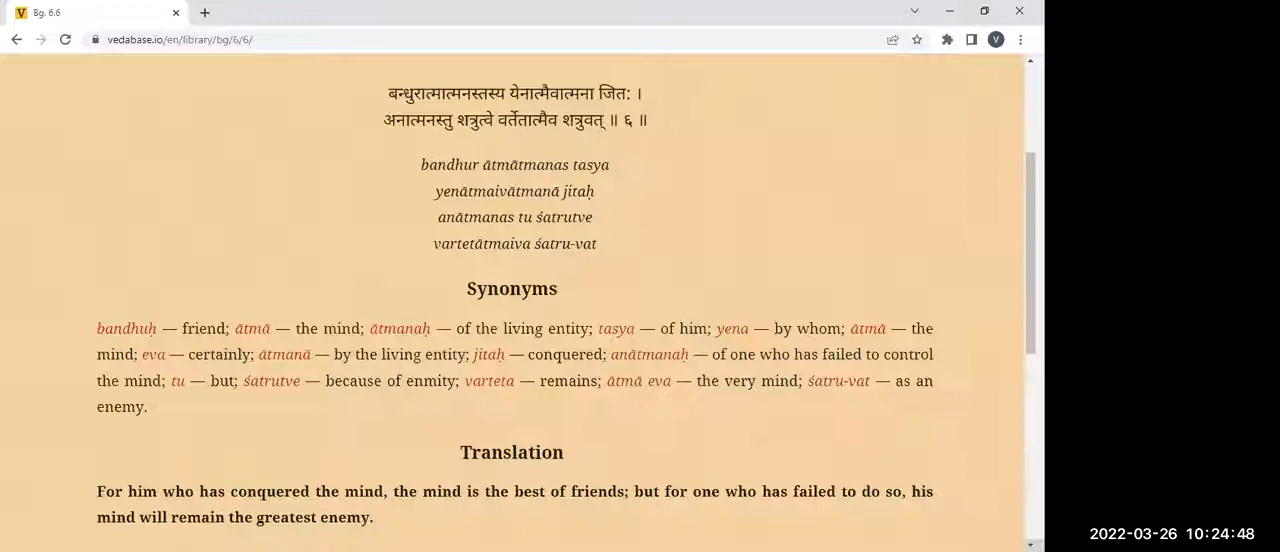 Bg. 6.6
vedabase.io/en/library/bg/6/6/
V
बन्धुरात्मात्मनस्तस्य येनात्मैवात्मना जितः ।
अनात्मनस्तु शत्रुत्वे वर्तेतात्मैव शत्रुवत् ॥ ६ ॥
bandhur ātmātmanas tasya
yenātmaivātmanā jitaḥ
anātmanas tu śatrutve
vartetātmaiva śatru-vat
Synonyms
bandhuḥ — friend; ātmā — the mind; ātmanaḥ — of the living entity; tasya — of him; yena — by whom; ātmā — the
mind; eva — certainly; ātmanā — by the living entity; jitaḥ — conquered; anātmanaḥ — of one who has failed to control
the mind; tu — but; śatrutve — because of enmity; varteta — remains; ātmā eva — the very mind; śatru-vat — as an
enemy.
Translation
For him who has conquered the mind, the mind is the best of friends; but for one who has failed to do so, his
mind will remain the greatest enemy.
2022-03-26 10:24:48